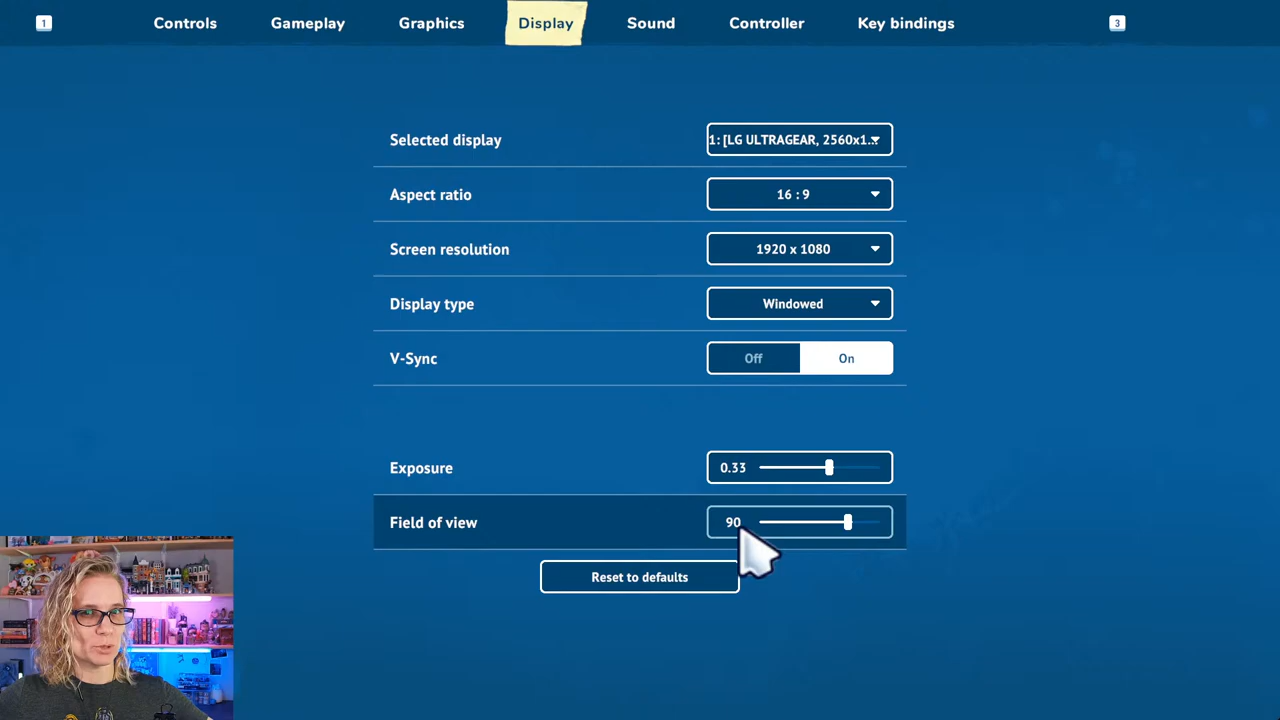 1 Controls Gameplay Graphics Display Sound Controller Key bindings 3
Selected display 1: [LG ULTRAGEAR, 2560x1...
Aspect ratio 16 : 9
Screen resolution 1920 x 1080
Display type Windowed
V-Sync Off On
Exposure 0.33
Field of view 90
Reset to defaults